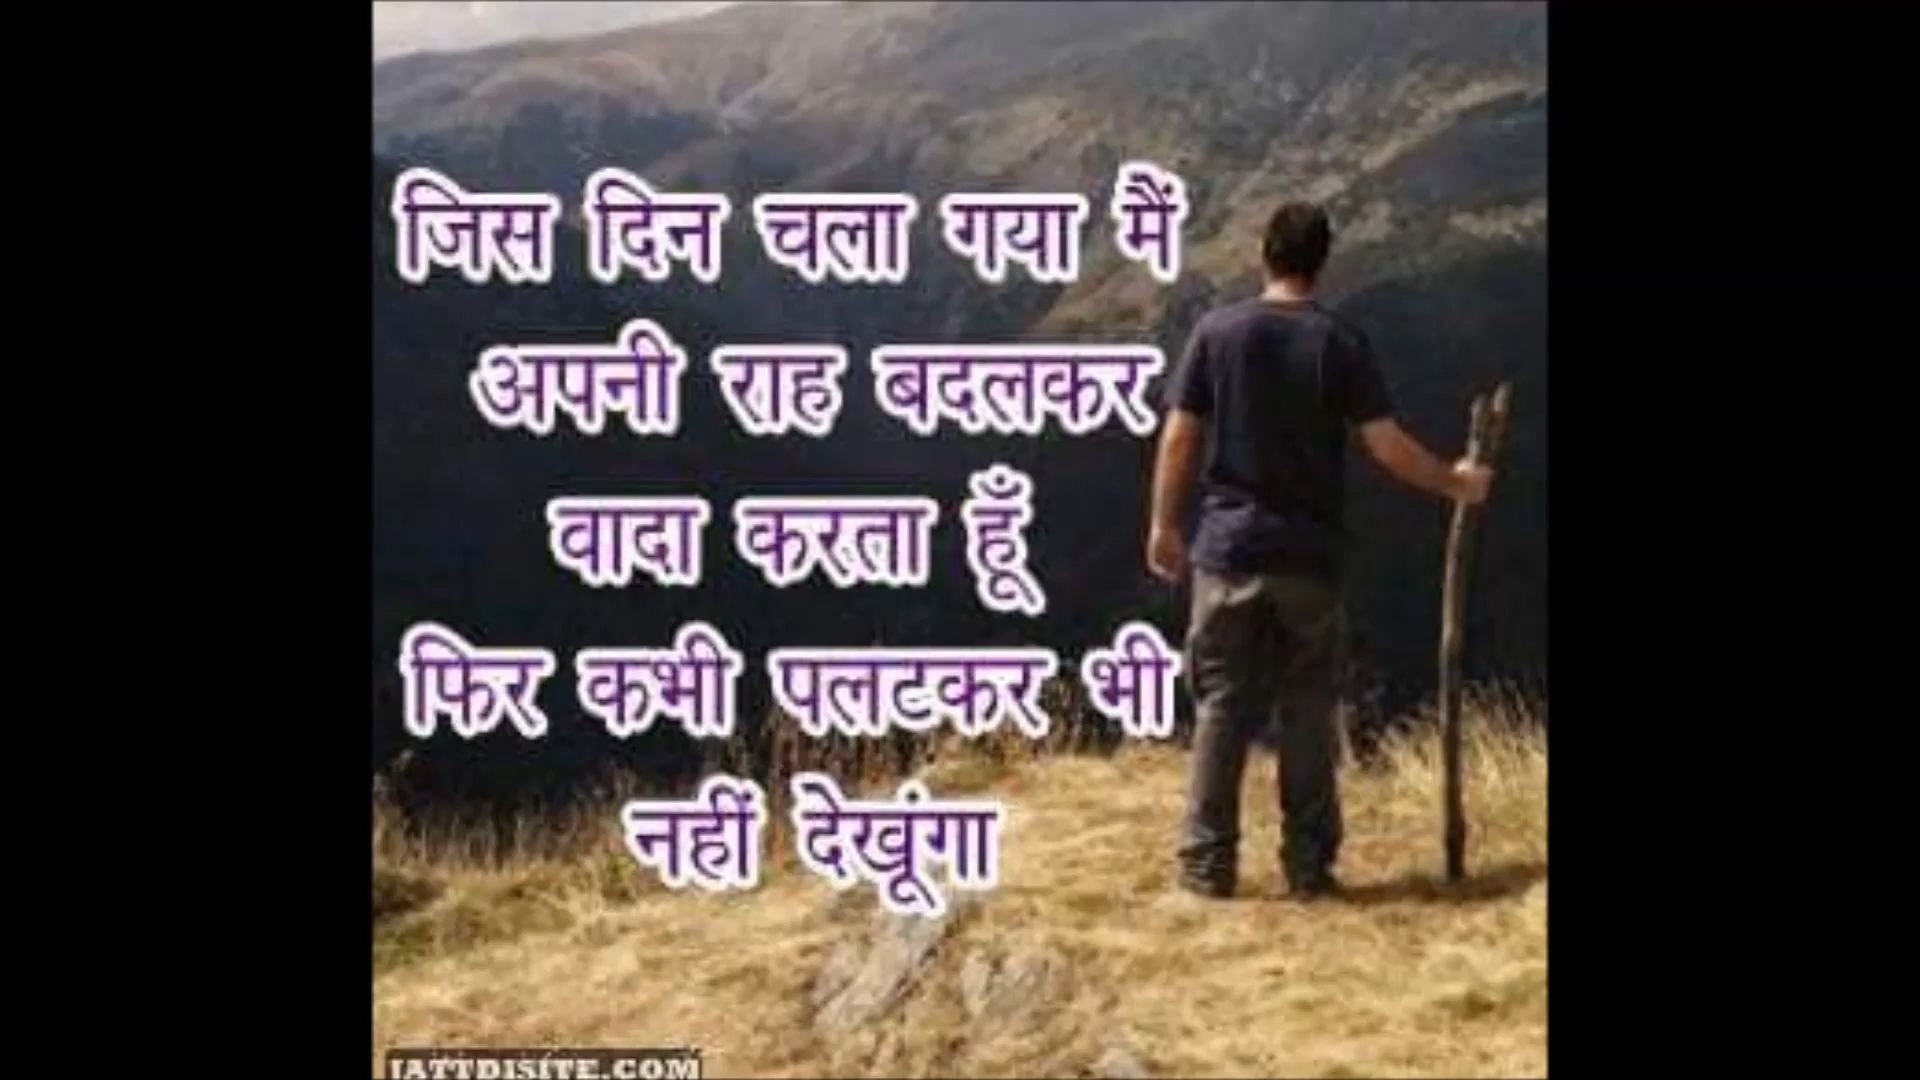 जिस दिन चला गया मैं
अपनी राह बदलकर
वादा करता हूँ
फिर कभी पलटकर भी
नहीं देखूंगा
JATTDISITE.COM